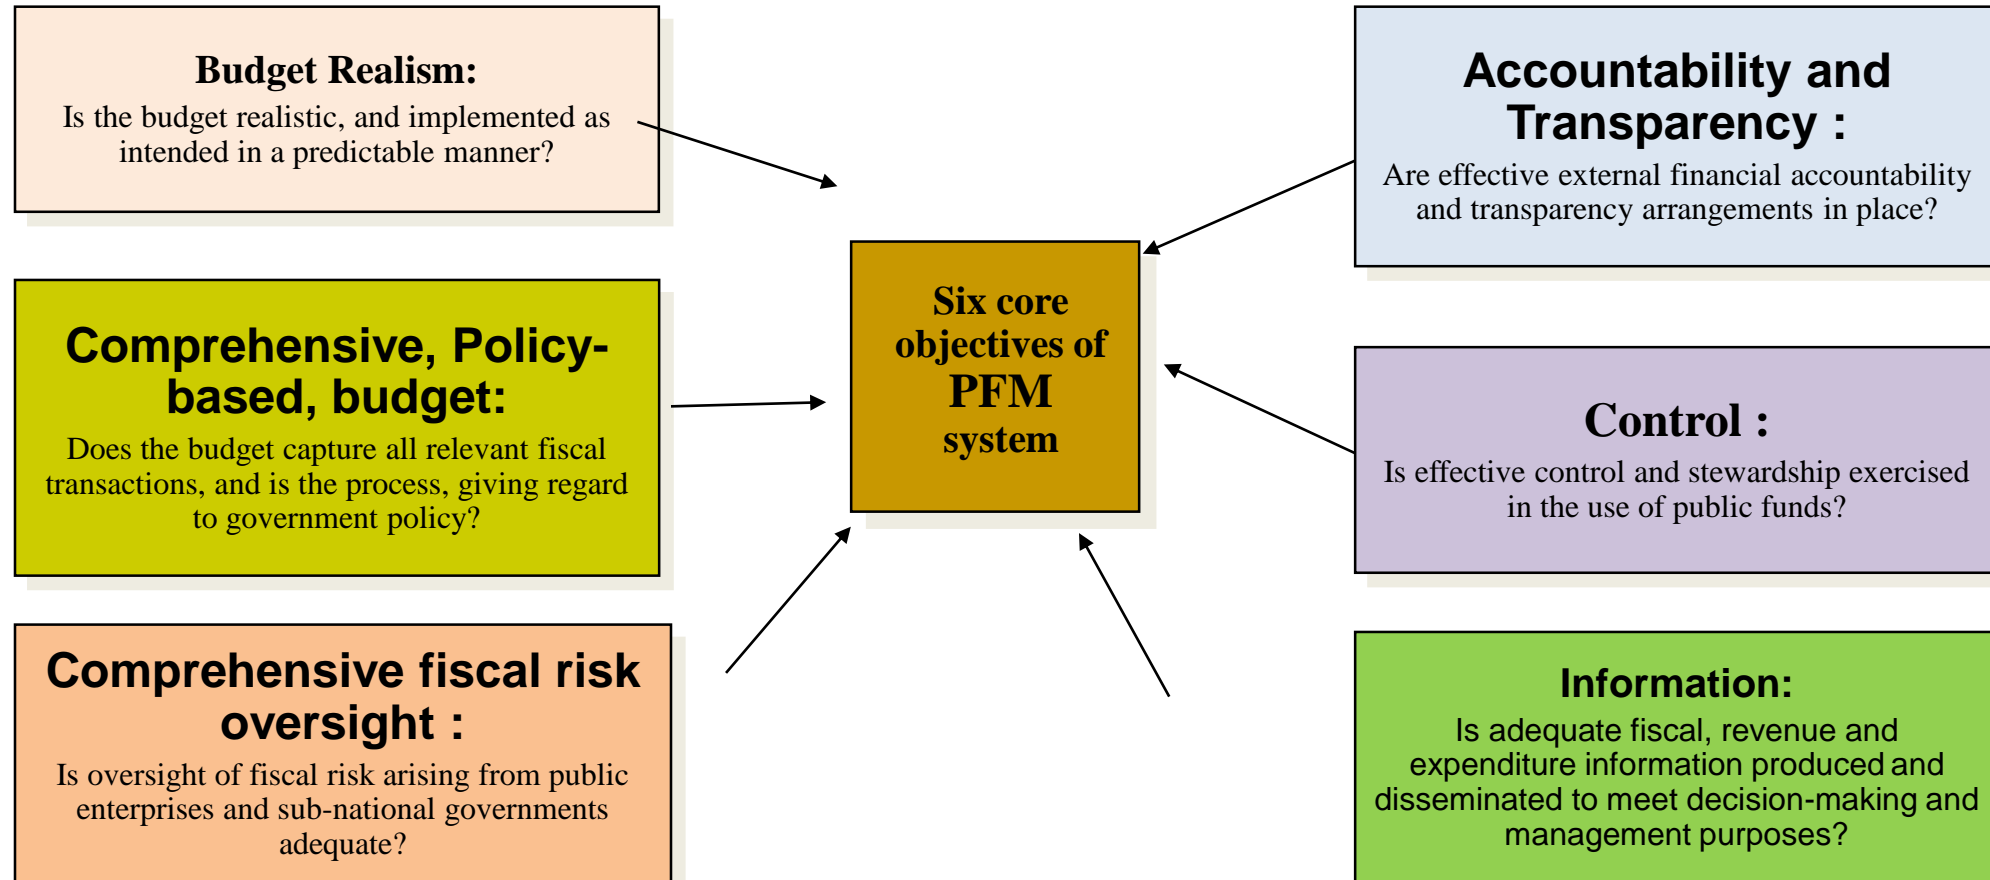 Budget Realism:
Is the budget realistic, and implemented as
intended in a predictable manner?
Comprehensive, Policy-
based, budget:
Does the budget capture all relevant fiscal
transactions, and is the process, giving regard
to government policy?
Comprehensive fiscal risk
oversight :
Is oversight of fiscal risk arising from public
enterprises and sub-national governments
adequate?
Six core
objectives of
PFM
system
Accountability and
Transparency :
Are effective external financial accountability
and transparency arrangements in place?
Control :
Is effective control and stewardship exercised
in the use of public funds?
Information:
Is adequate fiscal, revenue and
expenditure information produced and
disseminated to meet decision-making and
management purposes?